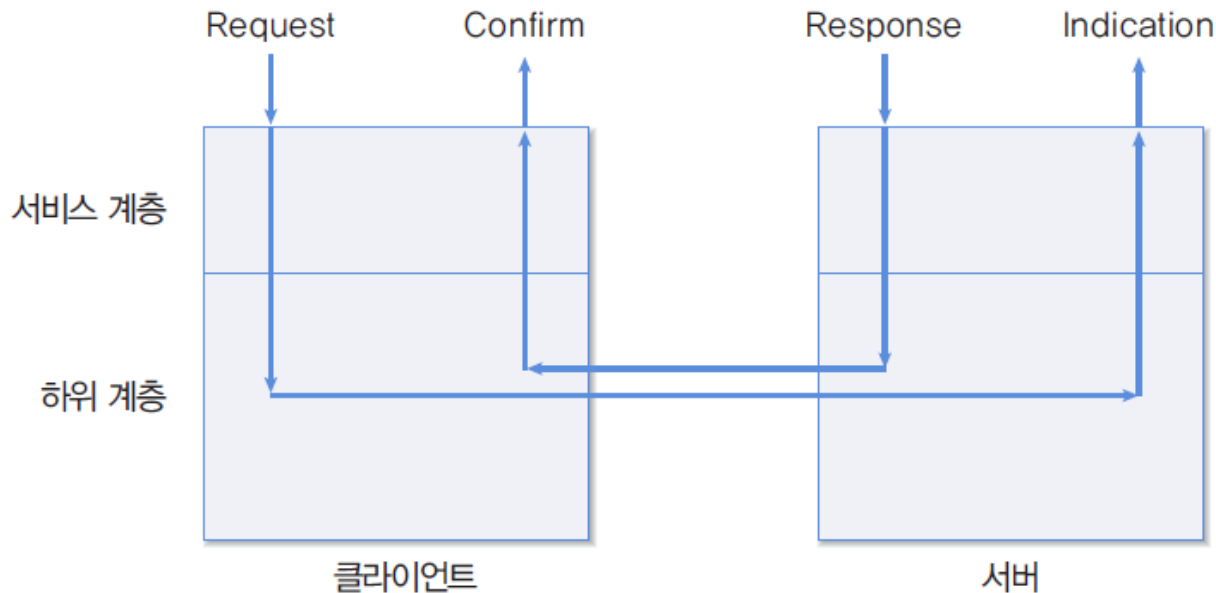 Request Confirm Response Indication
서비스 계층
하위 계층
클라이언트 서버